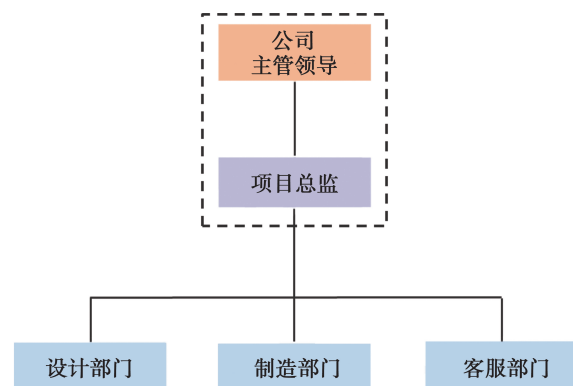 公司
主管领导
项目总监
设计部门
制造部门
客服部门